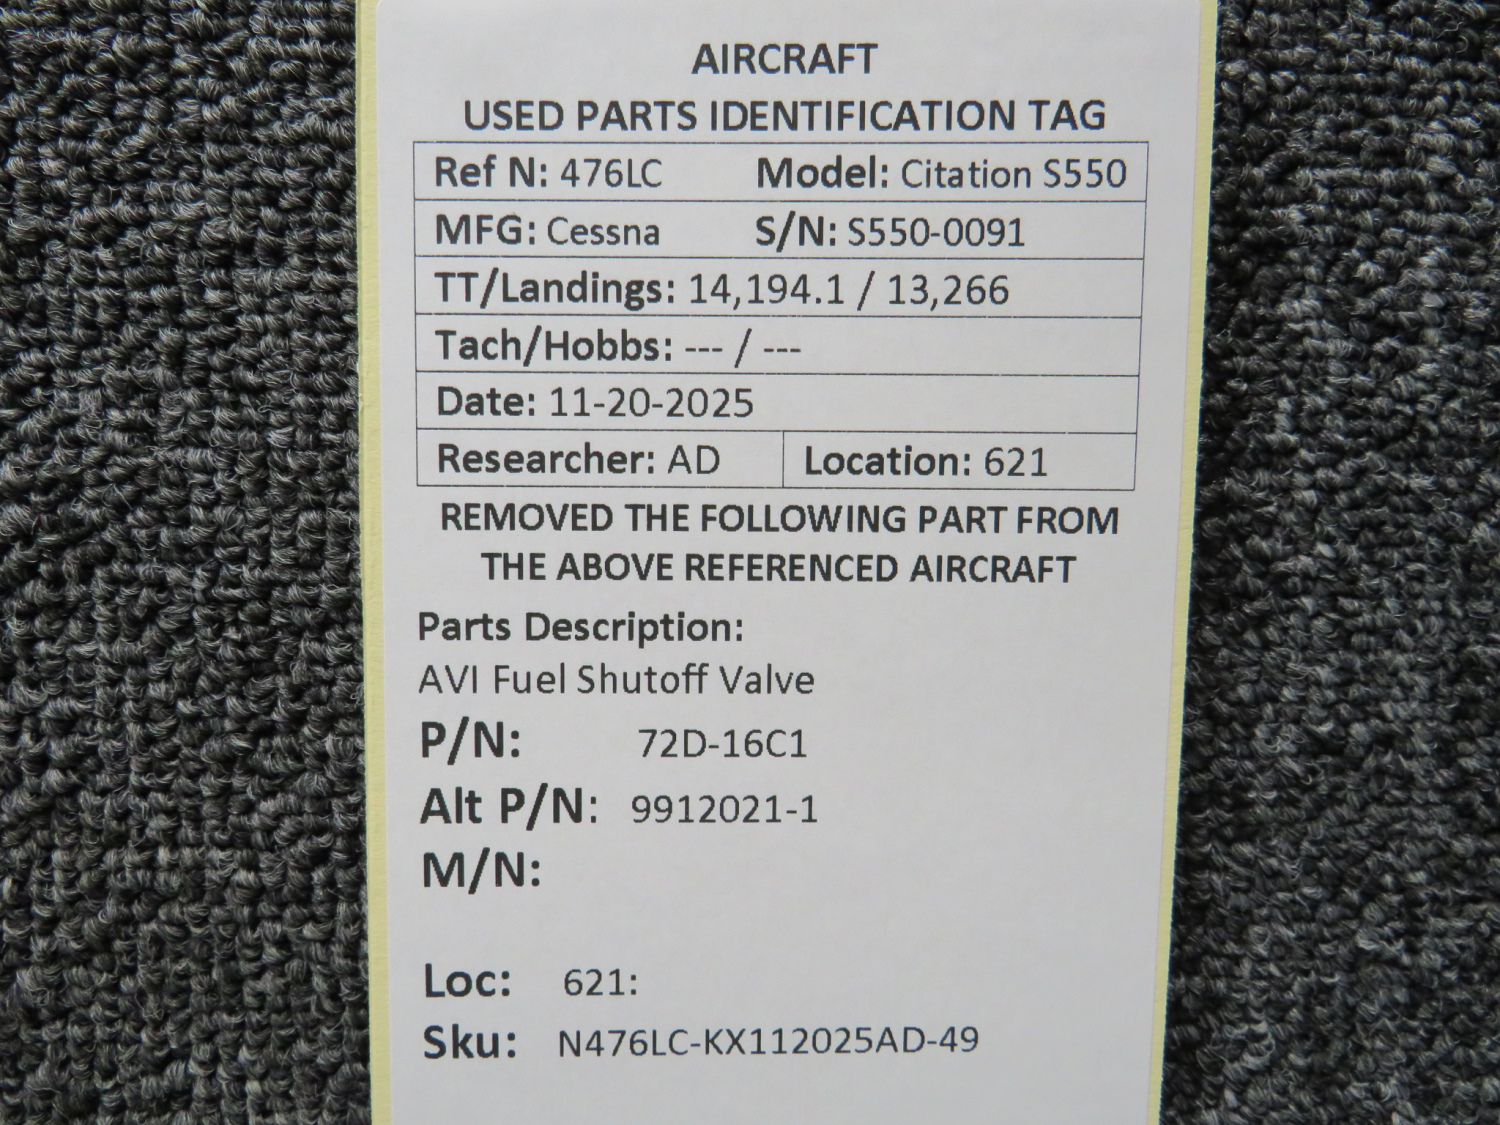 AIRCRAFT
USED PARTS IDENTIFICATION TAG
Ref N: 476LC Model: Citation S550
MFG: Cessna S/N: S550-0091
TT/Landings: 14,194.1 / 13,266
Tach/Hobbs: --- / ---
Date: 11-20-2025
Researcher: AD Location: 621
REMOVED THE FOLLOWING PART FROM
THE ABOVE REFERENCED AIRCRAFT
Parts Description:
AVI Fuel Shutoff Valve
P/N: 72D-16C1
Alt P/N: 9912021-1
M/N:
Loc: 621:
Sku: N476LC-KX112025AD-49